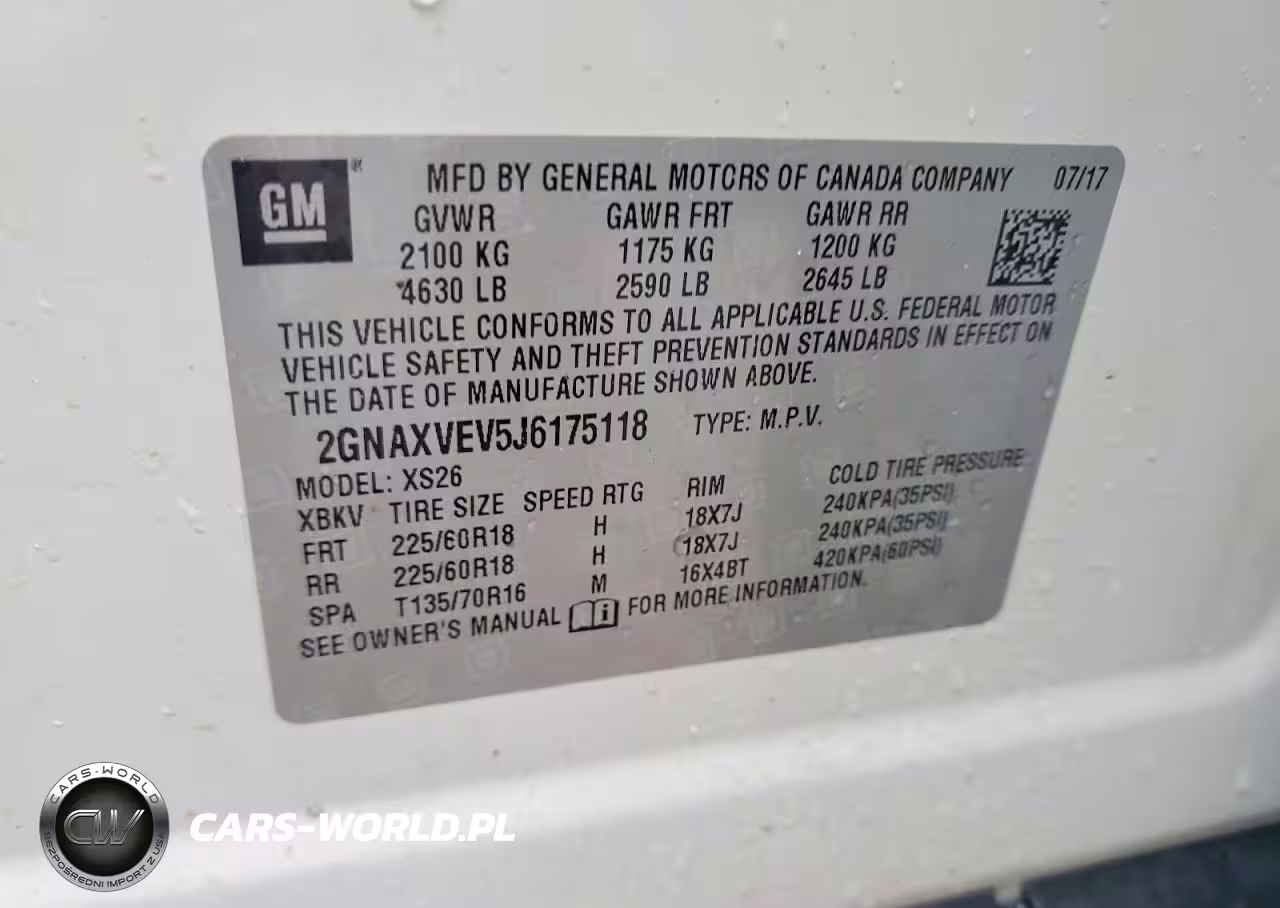 GM® MFD BY GENERAL MOTORS OF CANADA COMPANY 07/17
GVWR GAWR FRT GAWR RR
2100 KG 1175 KG 1200 KG
4630 LB 2590 LB 2645 LB
THIS VEHICLE CONFORMS TO ALL APPLICABLE U.S. FEDERAL MOTOR
VEHICLE SAFETY AND THEFT PREVENTION STANDARDS IN EFFECT ON
THE DATE OF MANUFACTURE SHOWN ABOVE.
2GNAXVEV5J6175118 TYPE: M.P.V.
MODEL: XS26
XBKV TIRE SIZE SPEED RTG RIM COLD TIRE PRESSURE
FRT 225/60R18 H 18X7J 240KPA(35PSI)
RR 225/60R18 H 18X7J 240KPA(35PSI)
SPA T135/70R16 M 16X4BT 420KPA(60PSI)
SEE OWNER'S MANUAL i FOR MORE INFORMATION.
CARS-WORLD
CW
BEZPOŚREDNI IMPORT Z USA
CARS-WORLD.PL